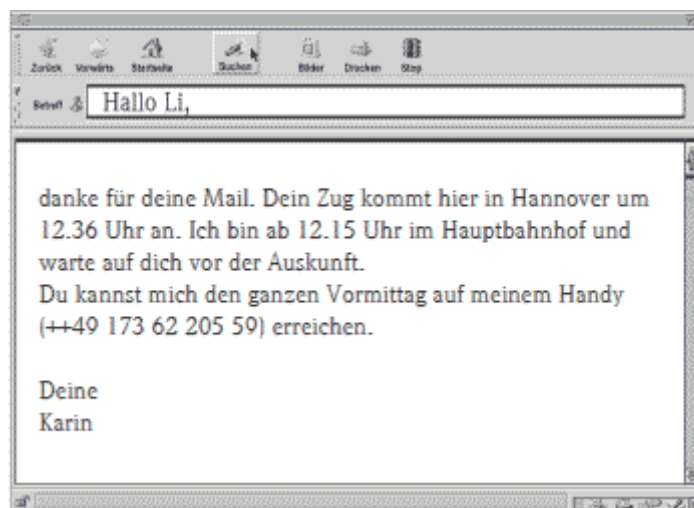 Zurück Vorwärts Startseite Suchen Bilder Drucken Stop
Betreff Hallo Li,
danke für deine Mail. Dein Zug kommt hier in Hannover um
12.36 Uhr an. Ich bin ab 12.15 Uhr im Hauptbahnhof und
warte auf dich vor der Auskunft.
Du kannst mich den ganzen Vormittag auf meinem Handy
(++49 173 62 205 59) erreichen.
Deine
Karin